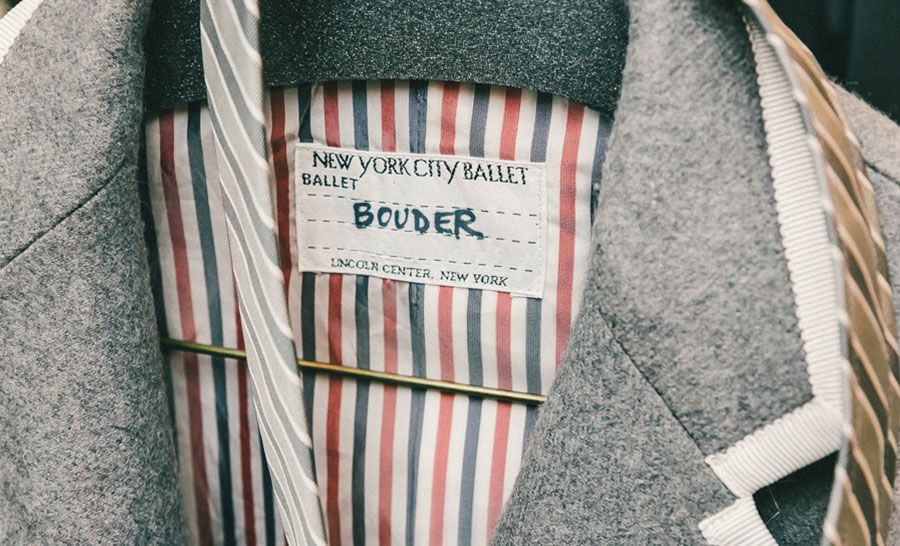 NEW YORK CITY BALLET
BALLET
BOUDER
LINCOLN CENTER, NEW YORK